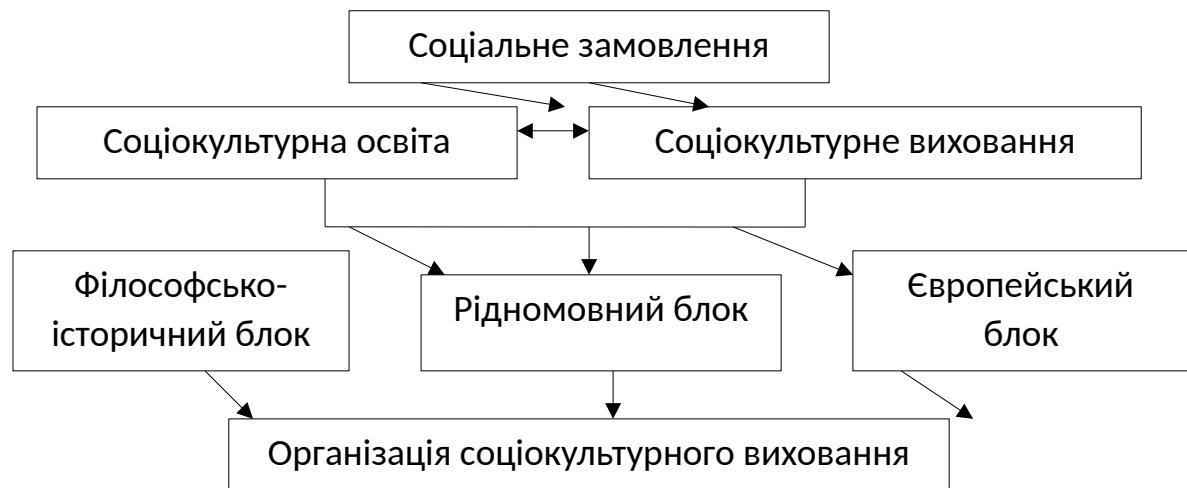 Соціальне замовлення
Соціокультурна освіта
Соціокультурне виховання
Філософсько-
історичний блок
Рідномовний блок
Європейський
блок
Організація соціокультурного виховання